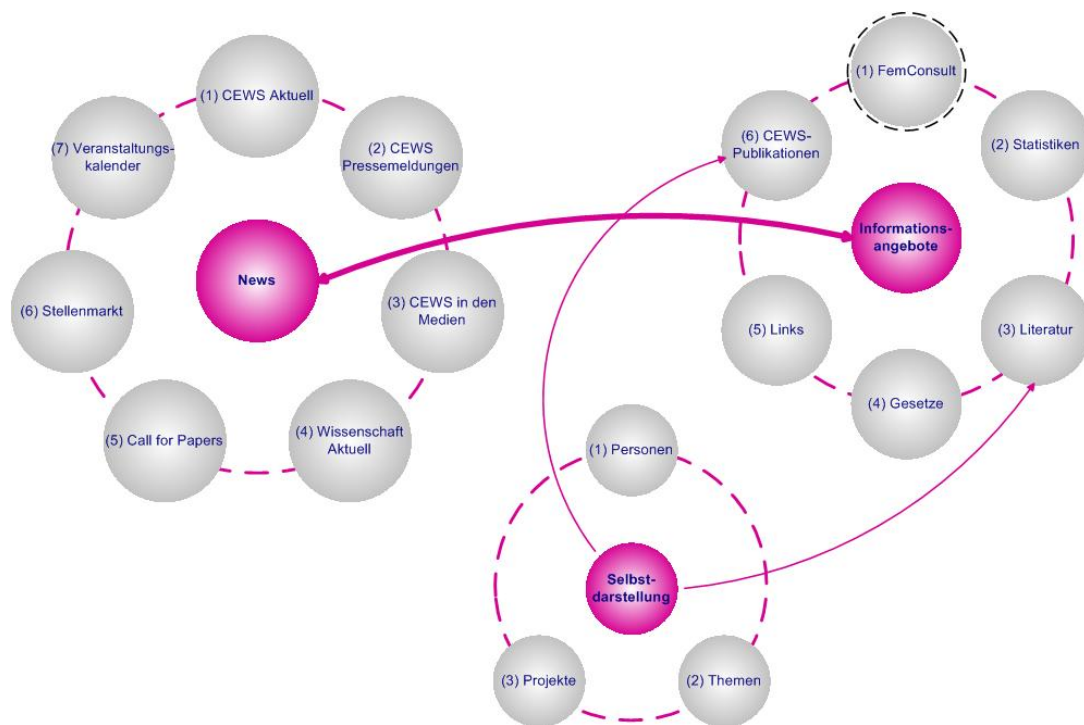 (1) CEWS Aktuell
(2) CEWS
Pressemeldungen
(3) CEWS in den
Medien
(4) Wissenschaft
Aktuell
(5) Call for Papers
(6) Stellenmarkt
(7) Veranstaltungs-
kalender
News
(1) FemConsult
(2) Statistiken
(3) Literatur
(4) Gesetze
(5) Links
(6) CEWS-
Publikationen
Informations-
angebote
(1) Personen
(2) Themen
(3) Projekte
Selbst-
darstellung